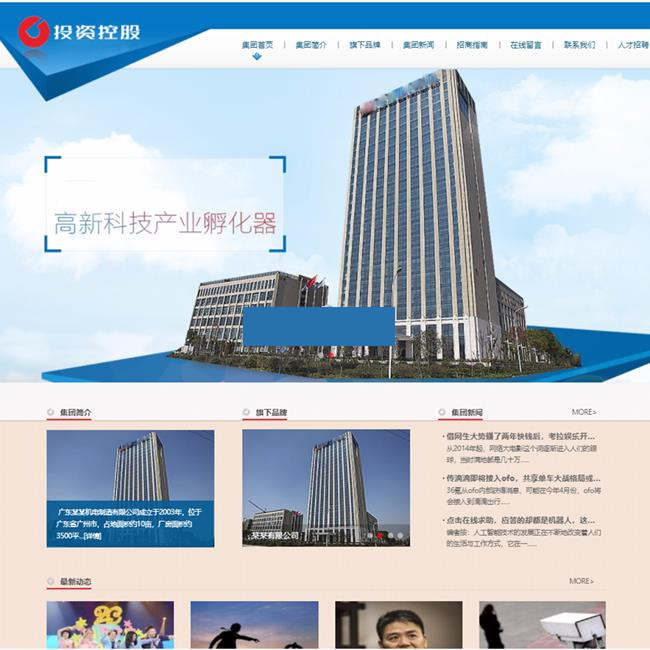 投资控股
集团首页 | 集团简介 | 旗下品牌 | 集团新闻 | 招商指南 | 在线留言 | 联系我们 | 人才招聘
高新科技产业孵化器
集团简介
旗下品牌
集团新闻
MORE>
广东某某机电制造有限公司成立于2003年，位于
广东省广州市，占地面积约10亩，厂房面积约
3500平...[详情]
某某有限公司
· 借网生大势赚了两年快钱后，考拉娱乐开...
从2014年起，网络大电影这个词逐渐进入人们的眼
球，当时满地都是几十万......
· 传滴滴即将接入ofo，共享单车大战格局或...
36氪从ofo内部获得消息，可能在今年4月份，ofo将
会接入到滴滴出行......
· 点击在线求助，应答的却都是机器人，这...
编者按：人工智能技术的发展正在不断地改变着人们
的生活与工作方式，它在一......
最新动态
MORE>
23